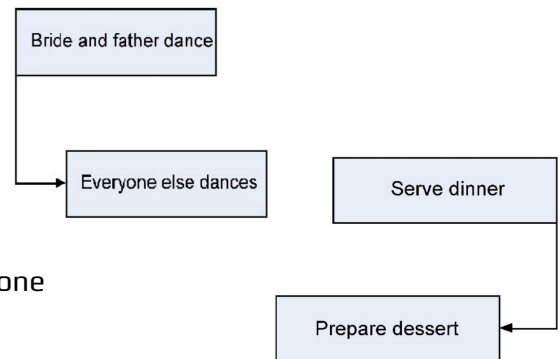 Bride and father dance
Everyone else dances
Serve dinner
one
Prepare dessert